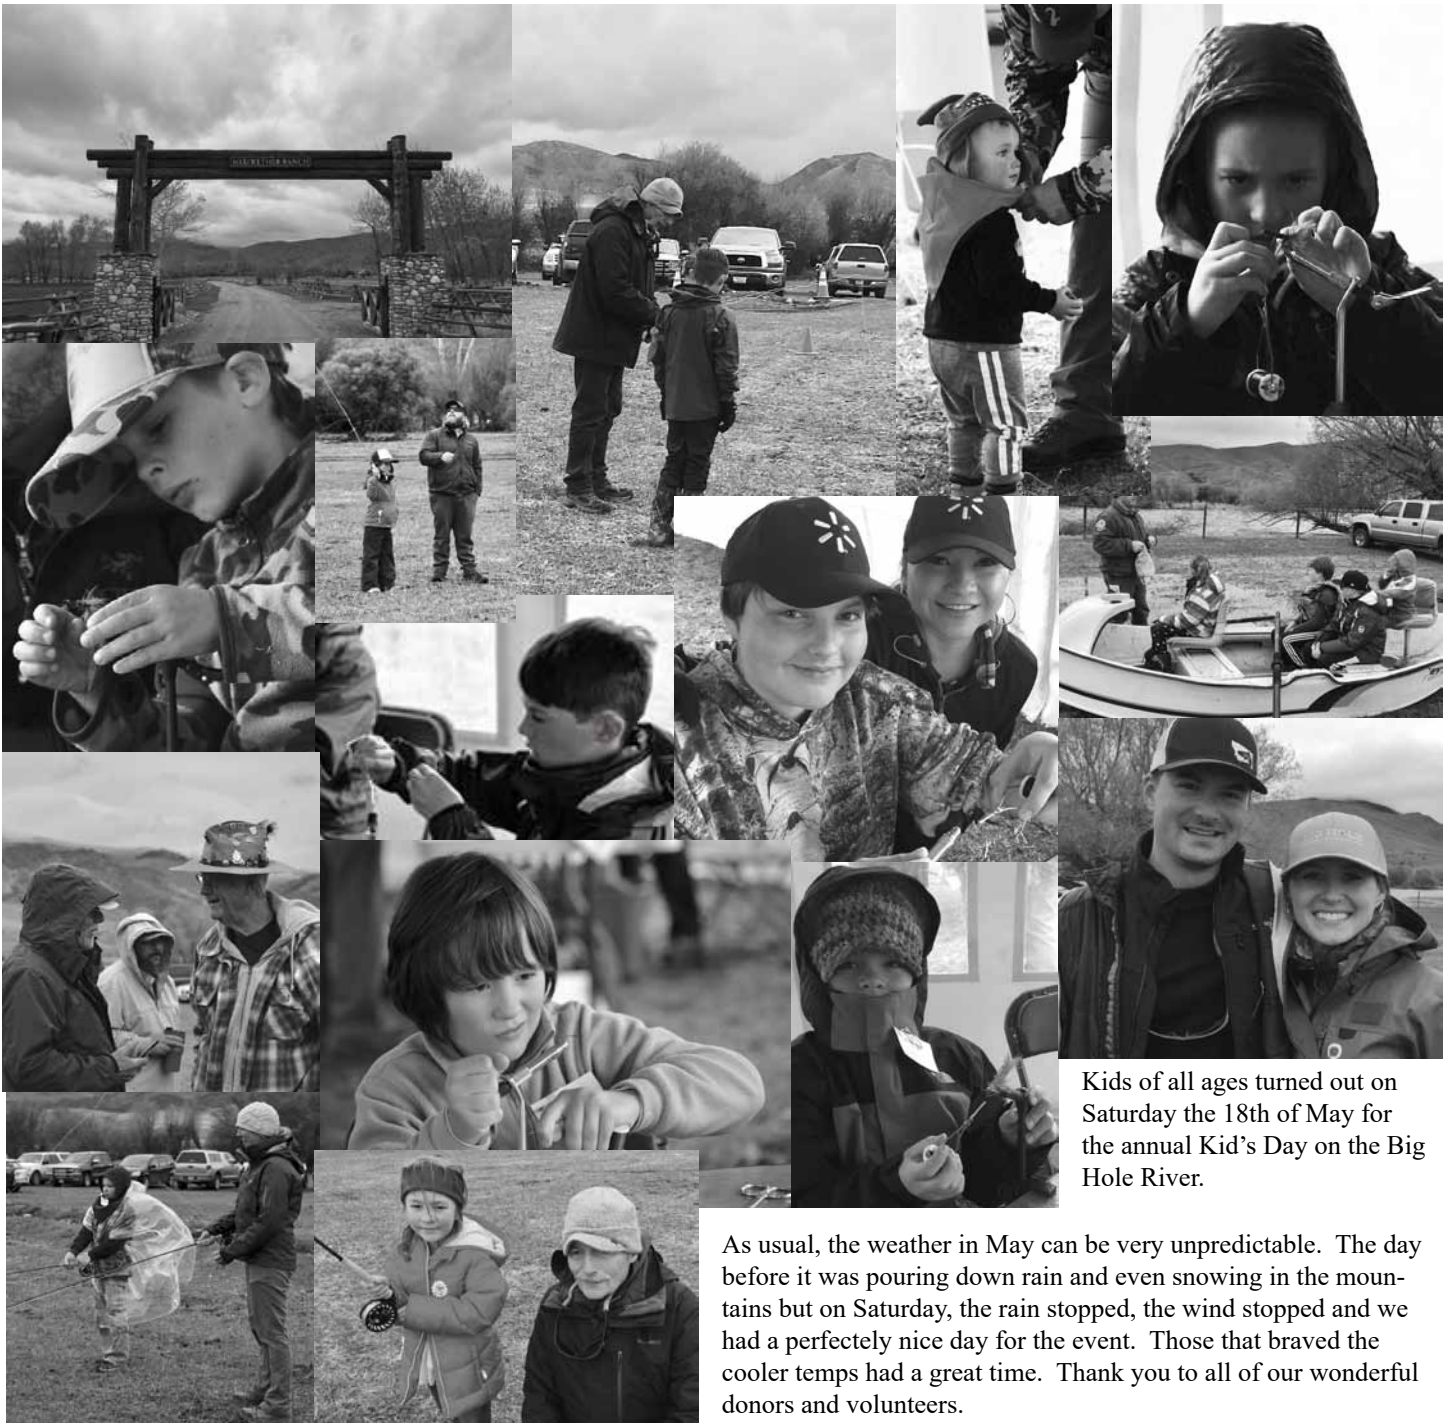 Kids of all ages turned out on
Saturday the 18th of May for
the annual Kid’s Day on the Big
Hole River.
As usual, the weather in May can be very unpredictable.  The day
before it was pouring down rain and even snowing in the moun-
tains but on Saturday, the rain stopped, the wind stopped and we
had a perfectely nice day for the event.  Those that braved the
cooler temps had a great time.  Thank you to all of our wonderful
donors and volunteers.